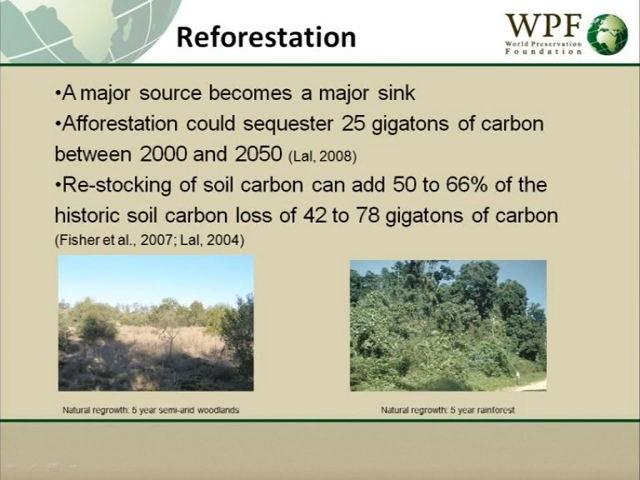 Reforestation
WPF
World Preservation
Foundation
•A major source becomes a major sink
•Afforestation could sequester 25 gigatons of carbon
between 2000 and 2050 (Lal, 2008)
•Re-stocking of soil carbon can add 50 to 66% of the
historic soil carbon loss of 42 to 78 gigatons of carbon
(Fisher et al., 2007; Lal, 2004)
Natural regrowth: 5 year semi-arid woodlands
Natural regrowth: 5 year rainforest